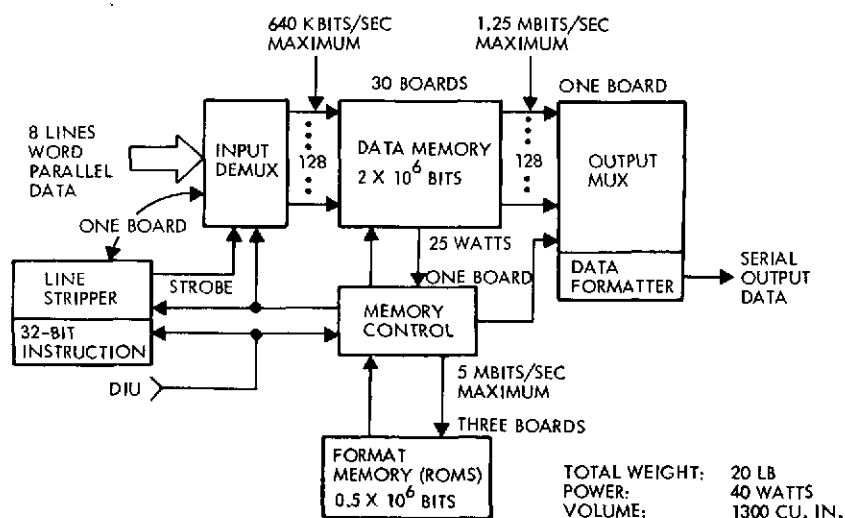 640 KBITS/SEC
MAXIMUM
1.25 MBITS/SEC
MAXIMUM
30 BOARDS
ONE BOARD
8 LINES
WORD
PARALLEL
DATA
INPUT
DEMUX
128
DATA MEMORY
2 X 10^6 BITS
128
OUTPUT
MUX
ONE BOARD
25 WATTS
LINE
STRIPPER
STROBE
ONE BOARD
DATA
FORMATTER
SERIAL
OUTPUT
DATA
32-BIT
INSTRUCTION
MEMORY
CONTROL
DIU
5 MBITS/SEC
MAXIMUM
THREE BOARDS
FORMAT
MEMORY (ROMS)
0.5 X 10^6 BITS
TOTAL WEIGHT: 20 LB
POWER: 40 WATTS
VOLUME: 1300 CU. IN.